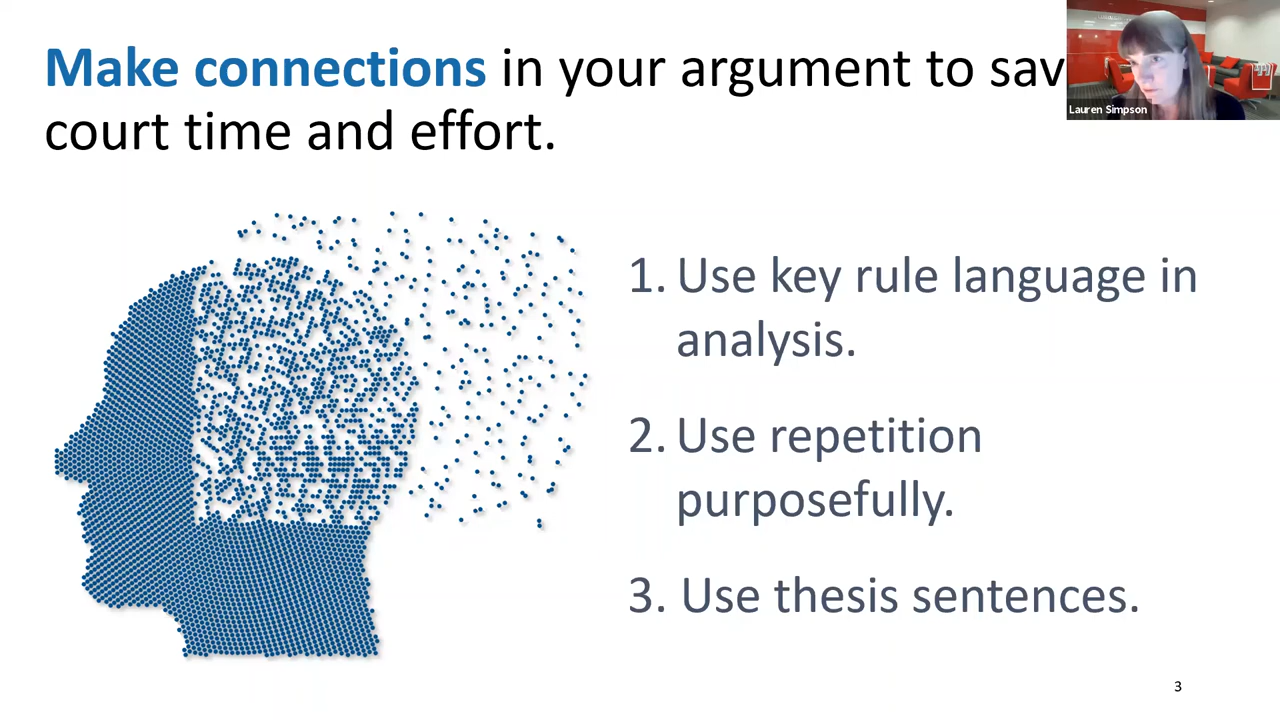 Make connections in your argument to sav
court time and effort.
Lauren Simpson
1. Use key rule language in
analysis.
2. Use repetition
purposefully.
3. Use thesis sentences.
3